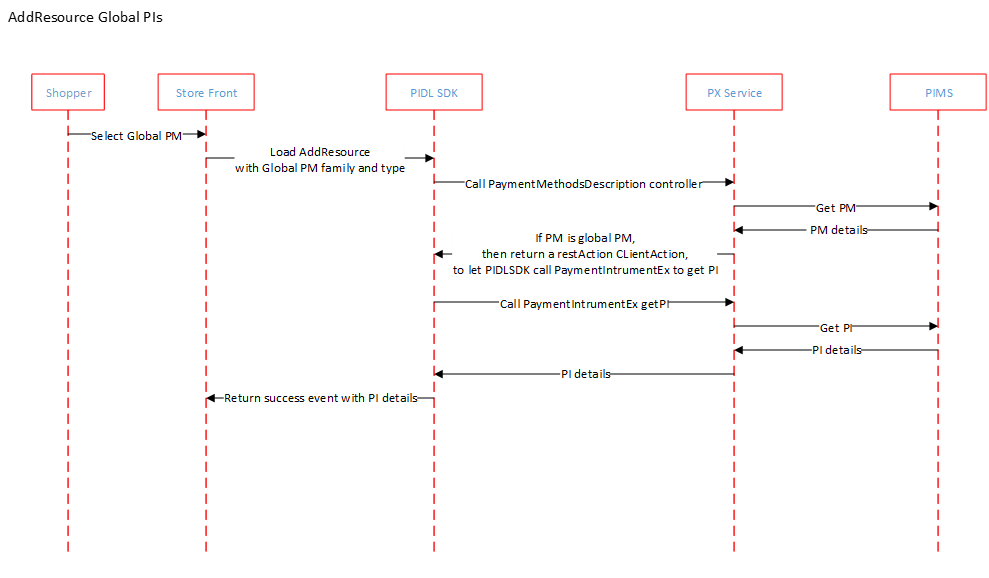 AddResource Global PIs
Shopper
Store Front
PIDL SDK
PX Service
PIMS
Select Global PM
Load AddResource
with Global PM family and type
Call PaymentMethodsDescription controller
Get PM
PM details
If PM is global PM,
then return a restAction CLientAction,
to let PIDLSDK call PaymentIntrumentEx to get PI
Call PaymentIntrumentEx getPI
Get PI
PI details
PI details
Return success event with PI details